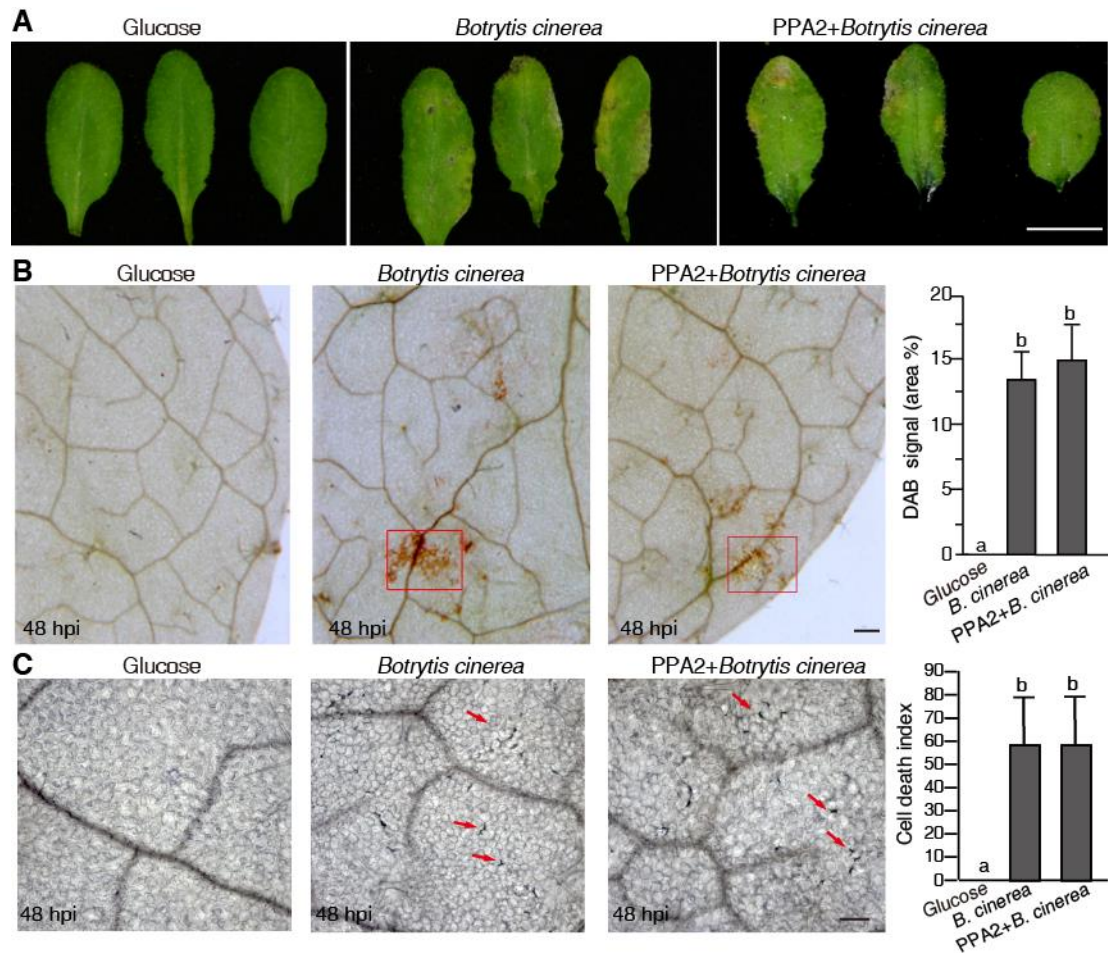 A
Glucose
Botrytis cinerea
PPA2+Botrytis cinerea
B
Glucose
Botrytis cinerea
PPA2+Botrytis cinerea
48 hpi
48 hpi
48 hpi
DAB signal (area %)
20
15
10
5
0
a
b
b
Glucose
B. cinerea
PPA2+B. cinerea
C
Glucose
Botrytis cinerea
PPA2+Botrytis cinerea
48 hpi
48 hpi
48 hpi
Cell death index
90
80
70
60
50
40
30
20
10
0
a
b
b
Glucose
B. cinerea
PPA2+B. cinerea